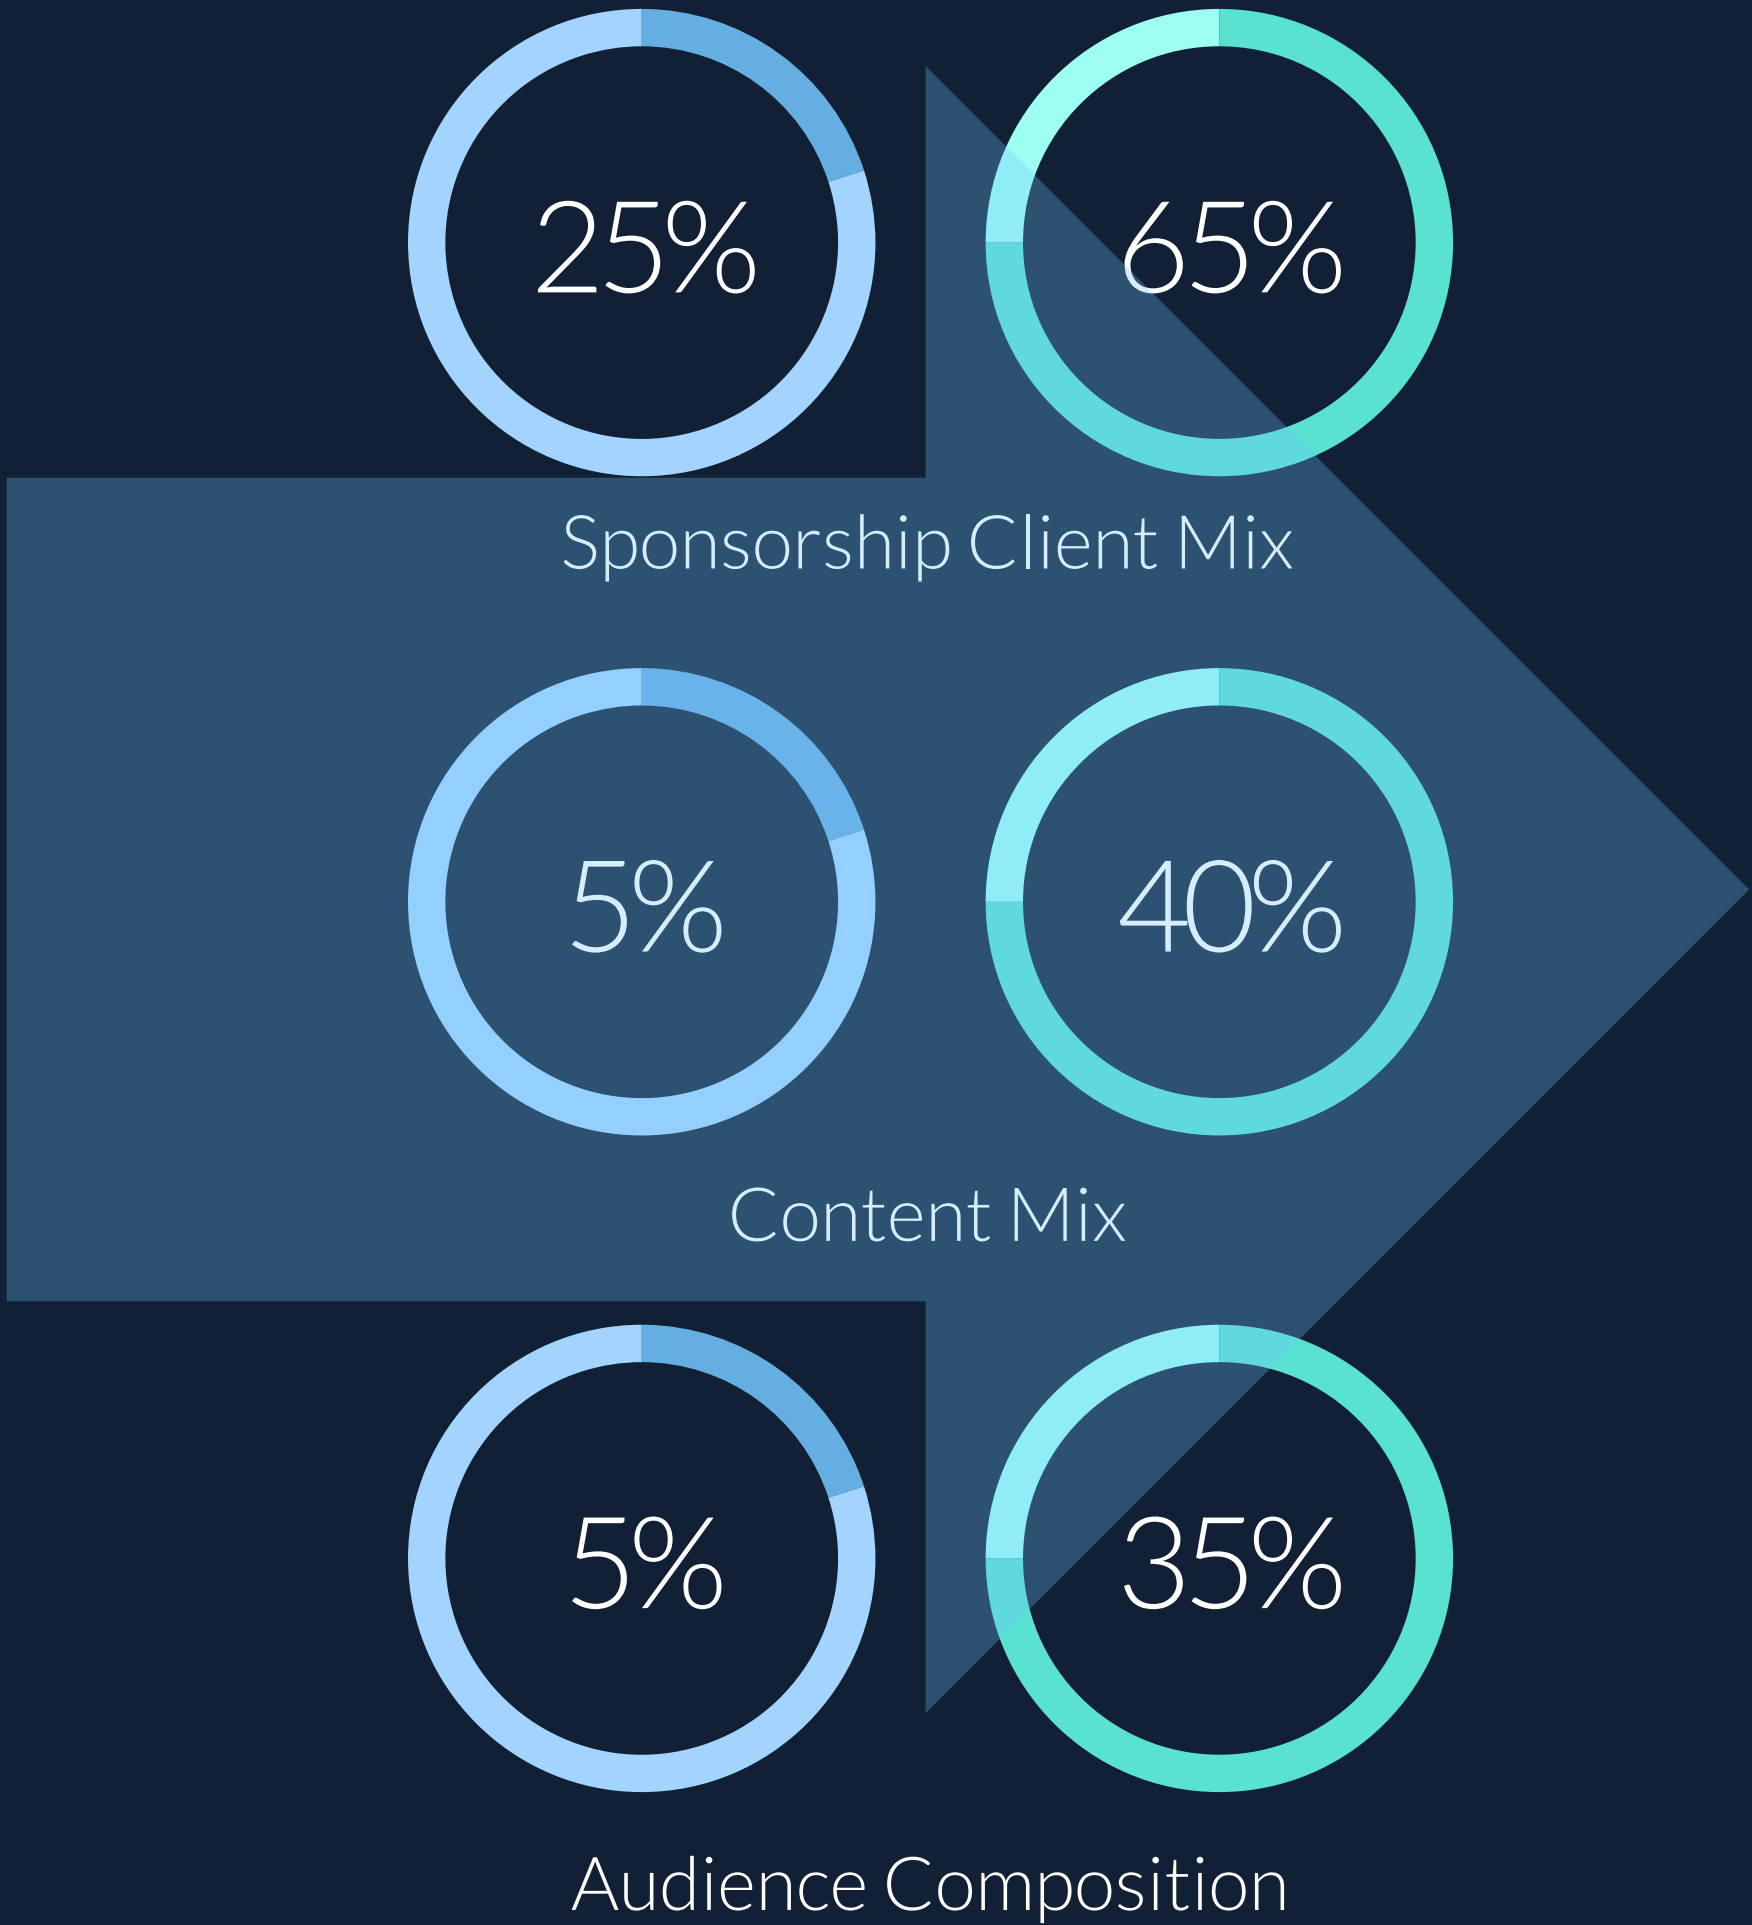 25% 65%
Sponsorship Client Mix
5% 40%
Content Mix
5% 35%
Audience Composition